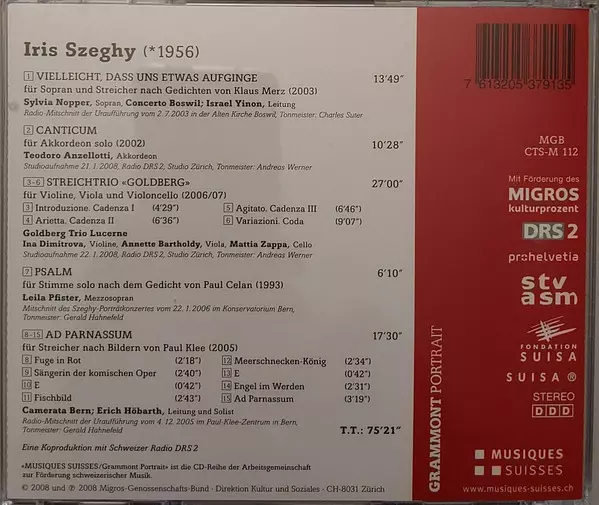 Iris Szeghy (*1956)
1 VIELLEICHT, DASS UNS ETWAS AUFGINGE 13'49"
für Sopran und Streicher nach Gedichten von Klaus Merz (2003)
Sylvia Nopper, Sopran, Concerto Boswil; Israel Yinon, Leitung
Radio-Mitschnitt der Uraufführung vom 2.7.2003 in der Alten Kirche Boswil, Tonmeister: Charles Suter
2 CANTICUM 10'28"
für Akkordeon solo (2002)
Teodoro Anzellotti, Akkordeon
Studioaufnahme 21.1.2008, Radio DRS 2, Studio Zürich, Tonmeister: Andreas Werner
3–6 STREICHTRIO «GOLDBERG» 27'00"
für Violine, Viola und Violoncello (2006/07)
3 Introduzione. Cadenza I (4'29") 5 Agitato. Cadenza III (6'46")
4 Arietta. Cadenza II (6'36") 6 Variazioni. Coda (9'07")
Goldberg Trio Lucerne
Ina Dimitrova, Violine, Annette Bartholdy, Viola, Mattia Zappa, Cello
Studioaufnahme 22.1.2008, Radio DRS 2, Studio Zürich, Tonmeister: Andreas Werner
7 PSALM 6'10"
für Stimme solo nach dem Gedicht von Paul Celan (1993)
Leila Pfister, Mezzosopran
Mitschnitt des Szeghy-Porträtkonzertes vom 22.1.2006 im Konservatorium Bern,
Tonmeister: Gerald Hahnefeld
8–15 AD PARNASSUM 17'30"
für Streicher nach Bildern von Paul Klee (2005)
8 Fuge in Rot (2'18") 12 Meerschnecken-König (2'34")
9 Sängerin der komischen Oper (2'40") 13 E (0'42")
10 E (0'42") 14 Engel im Werden (2'31")
11 Fischbild (2'43") 15 Ad Parnassum (3'19")
Camerata Bern; Erich Höbarth, Leitung und Solist
Radio-Mitschnitt der Uraufführung vom 4.12.2005 im Paul-Klee-Zentrum in Bern,
Tonmeister: Gerald Hahnefeld
T.T.: 75'21"
Eine Koproduktion mit Schweizer Radio DRS 2
«MUSIQUES SUISSES/Grammont Portrait» ist die CD-Reihe der Arbeitsgemeinschaft
zur Förderung schweizerischer Musik.
© 2008 und ℗ 2008 Migros-Genossenschafts-Bund · Direktion Kultur und Soziales · CH-8031 Zürich
GRAMMONT PORTRAIT
7 613205 379135
MGB
CTS-M 112
Mit Förderung des
MIGROS
kulturprozent
DRS 2
prohelvetia
stv
asm
FONDATION
SUISA
SUISA ®
STEREO
DDD
MUSIQUES
SUISSES
www.musiques-suisses.ch